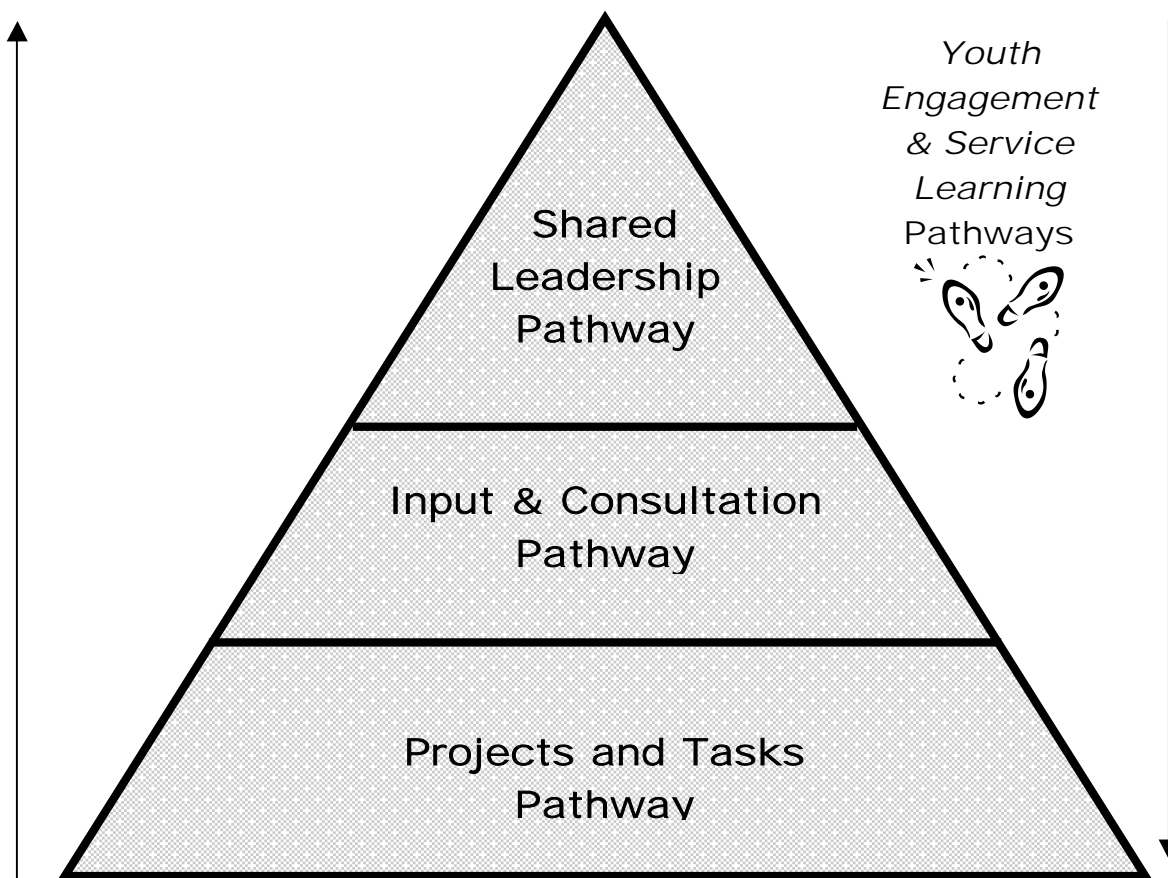 Youth
Engagement
& Service
Learning
Pathways
Shared
Leadership
Pathway
Input & Consultation
Pathway
Projects and Tasks
Pathway